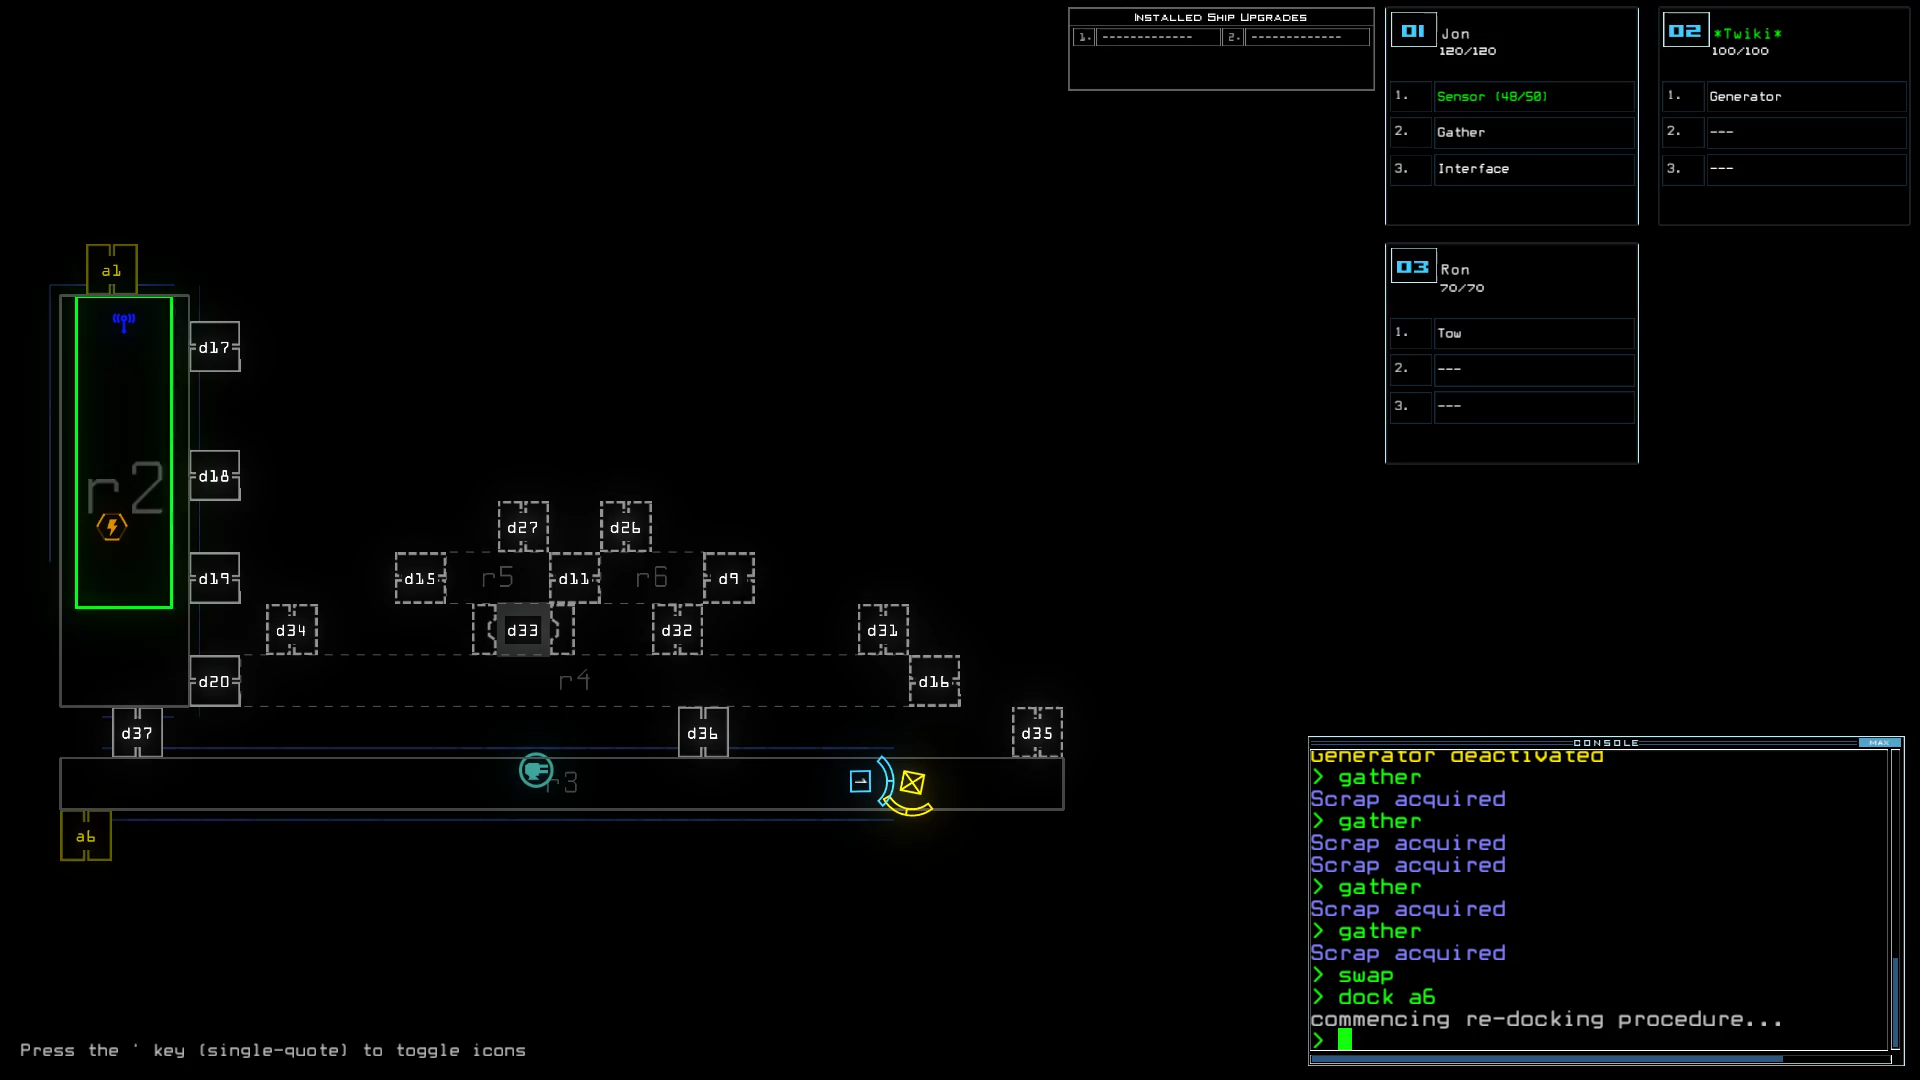 Installed Ship Upgrades
1. ------------- 2. -------------
01 Jon
120/120
1. Sensor (48/50)
2. Gather
3. Interface
02 *Twiki*
100/100
1. Generator
2. ---
3. ---
03 Ron
70/70
1. Tow
2. ---
3. ---
a1
d17
r2
d18
d27 d26
d19 d15 r5 d11 r6 d9
d34 d33 d32 d31
d20 r4 d16
d37 d36 d35
r3 1
a6
CONSOLE MAX
Generator deactivated
> gather
Scrap acquired
> gather
Scrap acquired
Scrap acquired
> gather
Scrap acquired
> gather
Scrap acquired
> swap
> dock a6
commencing re-docking procedure...
>
Press the ' key (single-quote) to toggle icons